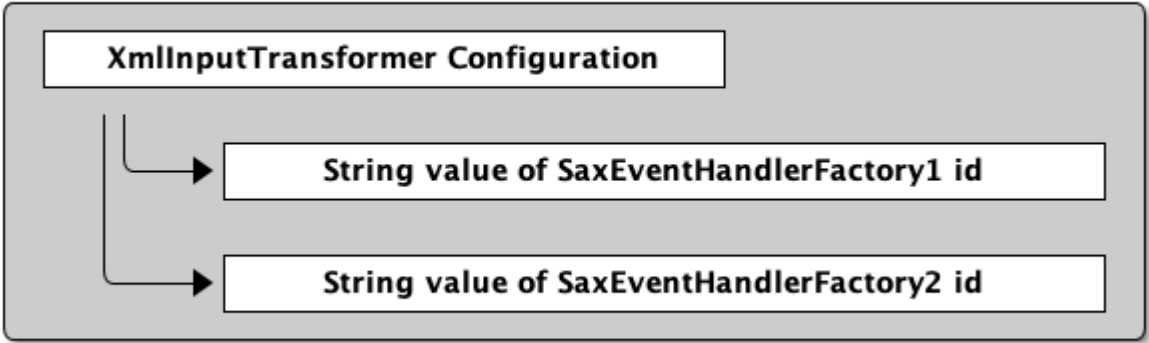 XmlInputTransformer Configuration
String value of SaxEventHandlerFactory1 id
String value of SaxEventHandlerFactory2 id